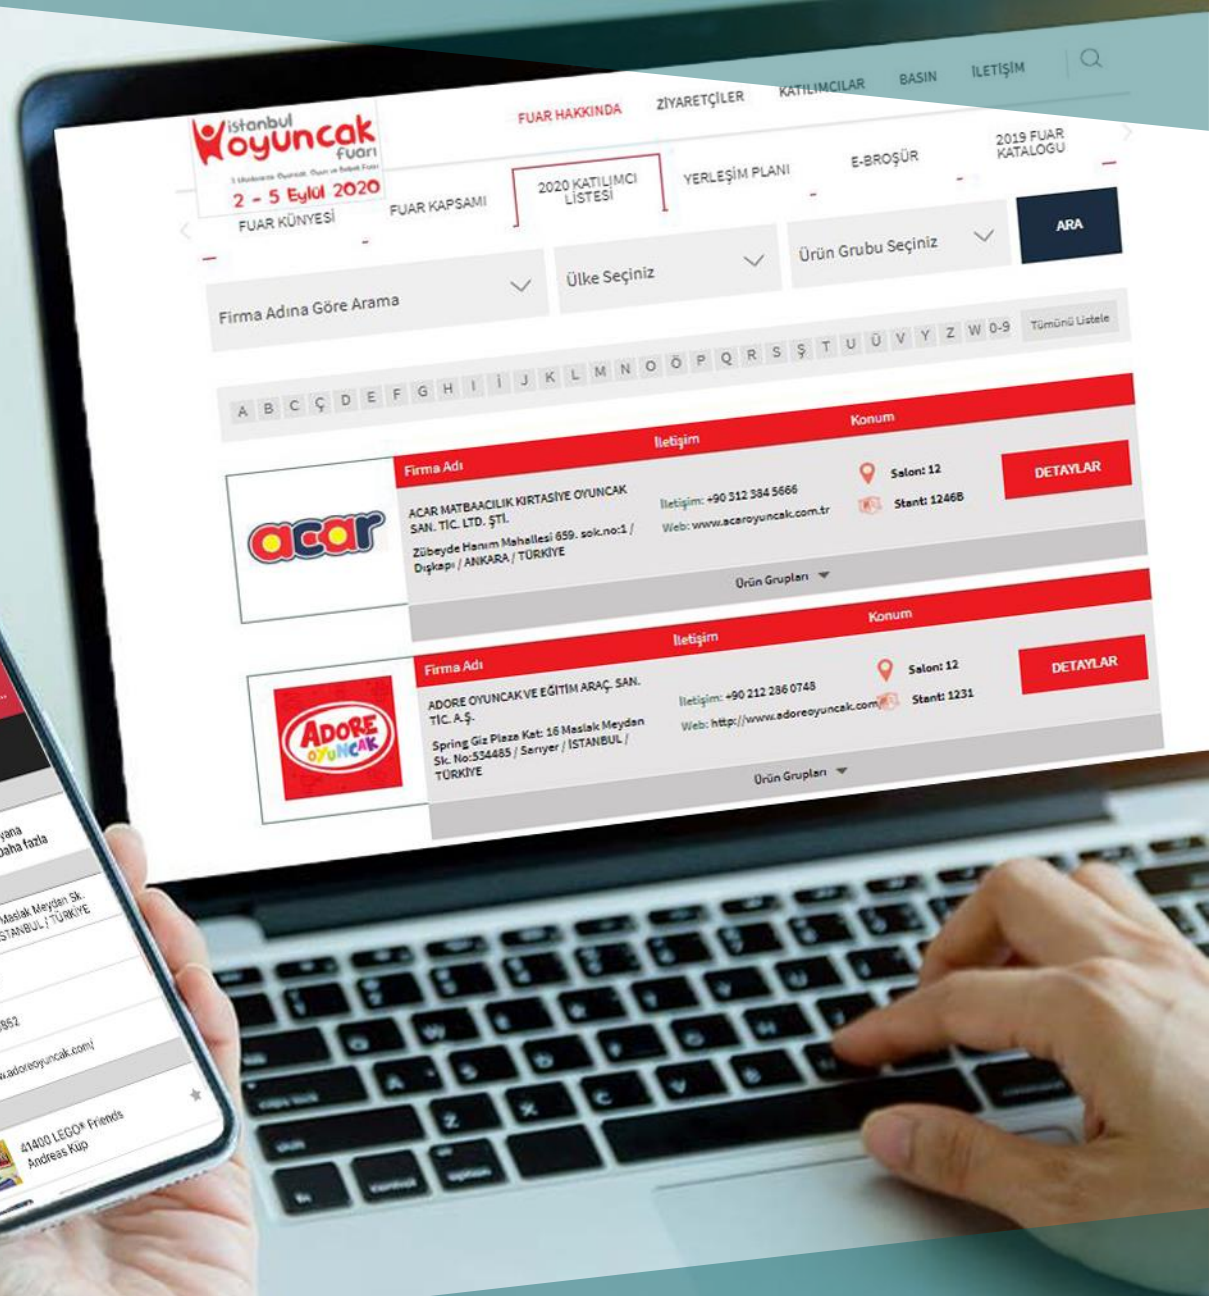 istanbul
oyuncak
fuarı
2 - 5 Eylül 2020
FUAR HAKKINDA
ZİYARETÇİLER
KATILIMCILAR
BASIN
İLETİŞİM
FUAR KÜNYESİ
FUAR KAPSAMI
2020 KATILIMCI
LİSTESİ
YERLEŞİM PLANI
E-BROŞÜR
2019 FUAR
KATALOGU
Firma Adına Göre Arama
Ülke Seçiniz
Ürün Grubu Seçiniz
ARA
A B C Ç D E F G H I İ J K L M N O Ö P Q R S Ş T U Ü V Y Z W 0-9 Tümünü Listele
Firma Adı
İletişim
Konum
acar
ACAR MATBAACILIK KIRTASİYE OYUNCAK
SAN. TİC. LTD. ŞTİ.
Zübeyde Hanım Mahallesi 659. sok.no:1 /
Dışkapı / ANKARA / TÜRKİYE
İletişim: +90 312 384 5666
Web: www.acaroyuncak.com.tr
Salon: 12
Stant: 1246B
DETAYLAR
Ürün Grupları
Firma Adı
İletişim
Konum
ADORE
OYUNCAK
ADORE OYUNCAK VE EĞİTİM ARAÇ. SAN.
TİC. A.Ş.
Spring Giz Plaza Kat: 16 Maslak Meydan
Sk. No:534485 / Sarıyer / İSTANBUL /
TÜRKİYE
İletişim: +90 212 286 0748
Web: http://www.adoreoyuncak.com/
Salon: 12
Stant: 1231
DETAYLAR
Ürün Grupları
yana
Daha fazla
Maslak Meydan Sk.
İSTANBUL / TÜRKİYE
w.adoreoyuncak.com/
41400 LEGO® Friends
Andreas Küp